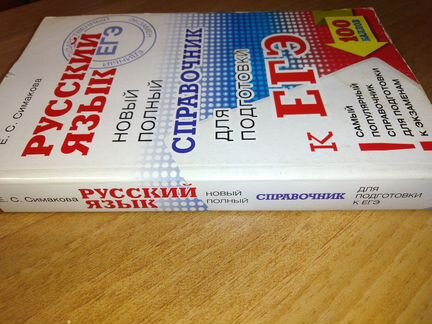 Е. С. Симакова
РУССКИЙ
ЯЗЫК
ЕГЭ
НОВЫЙ
ПОЛНЫЙ
СПРАВОЧНИК
ДЛЯ
ПОДГОТОВКИ
К ЕГЭ
100 БАЛЛОВ
САМЫЙ
ПОПУЛЯРНЫЙ
СПРАВОЧНИК
ДЛЯ ПОДГОТОВКИ
К ЭКЗАМЕНАМ
Е. С. Симакова
РУССКИЙ
ЯЗЫК
НОВЫЙ
ПОЛНЫЙ
СПРАВОЧНИК
ДЛЯ
ПОДГОТОВКИ
К ЕГЭ